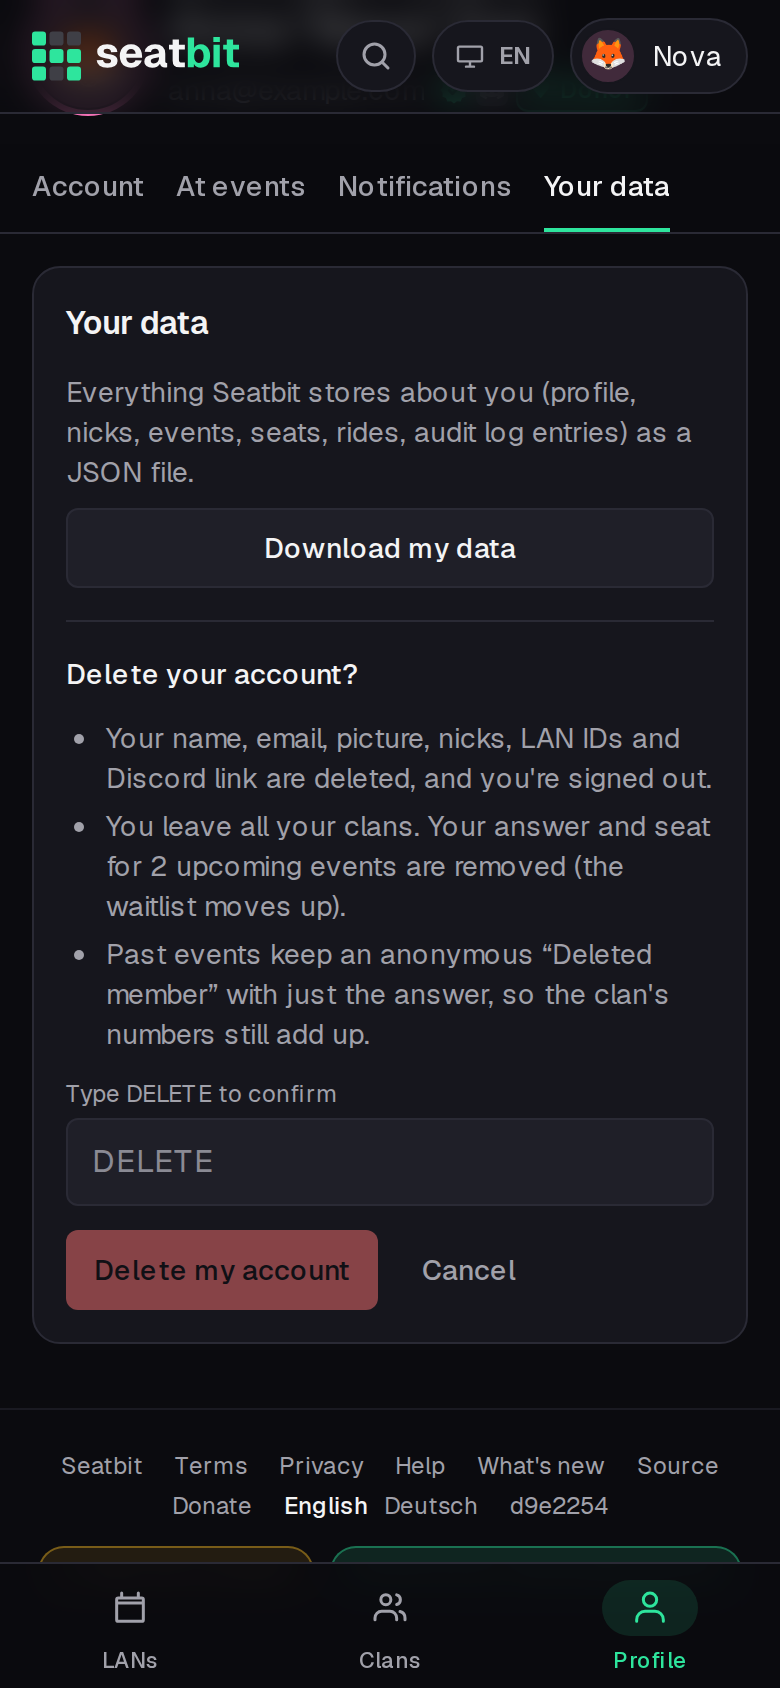 seatbit
EN
Nova
anna@example.com
Account At events Notifications Your data
Your data
Everything Seatbit stores about you (profile,
nicks, events, seats, rides, audit log entries) as a
JSON file.
Download my data
Delete your account?
Your name, email, picture, nicks, LAN IDs and
Discord link are deleted, and you're signed out.
You leave all your clans. Your answer and seat
for 2 upcoming events are removed (the
waitlist moves up).
Past events keep an anonymous “Deleted
member” with just the answer, so the clan's
numbers still add up.
Type DELETE to confirm
DELETE
Delete my account Cancel
Seatbit Terms Privacy Help What's new Source
Donate English Deutsch d9e2254
LANs Clans Profile